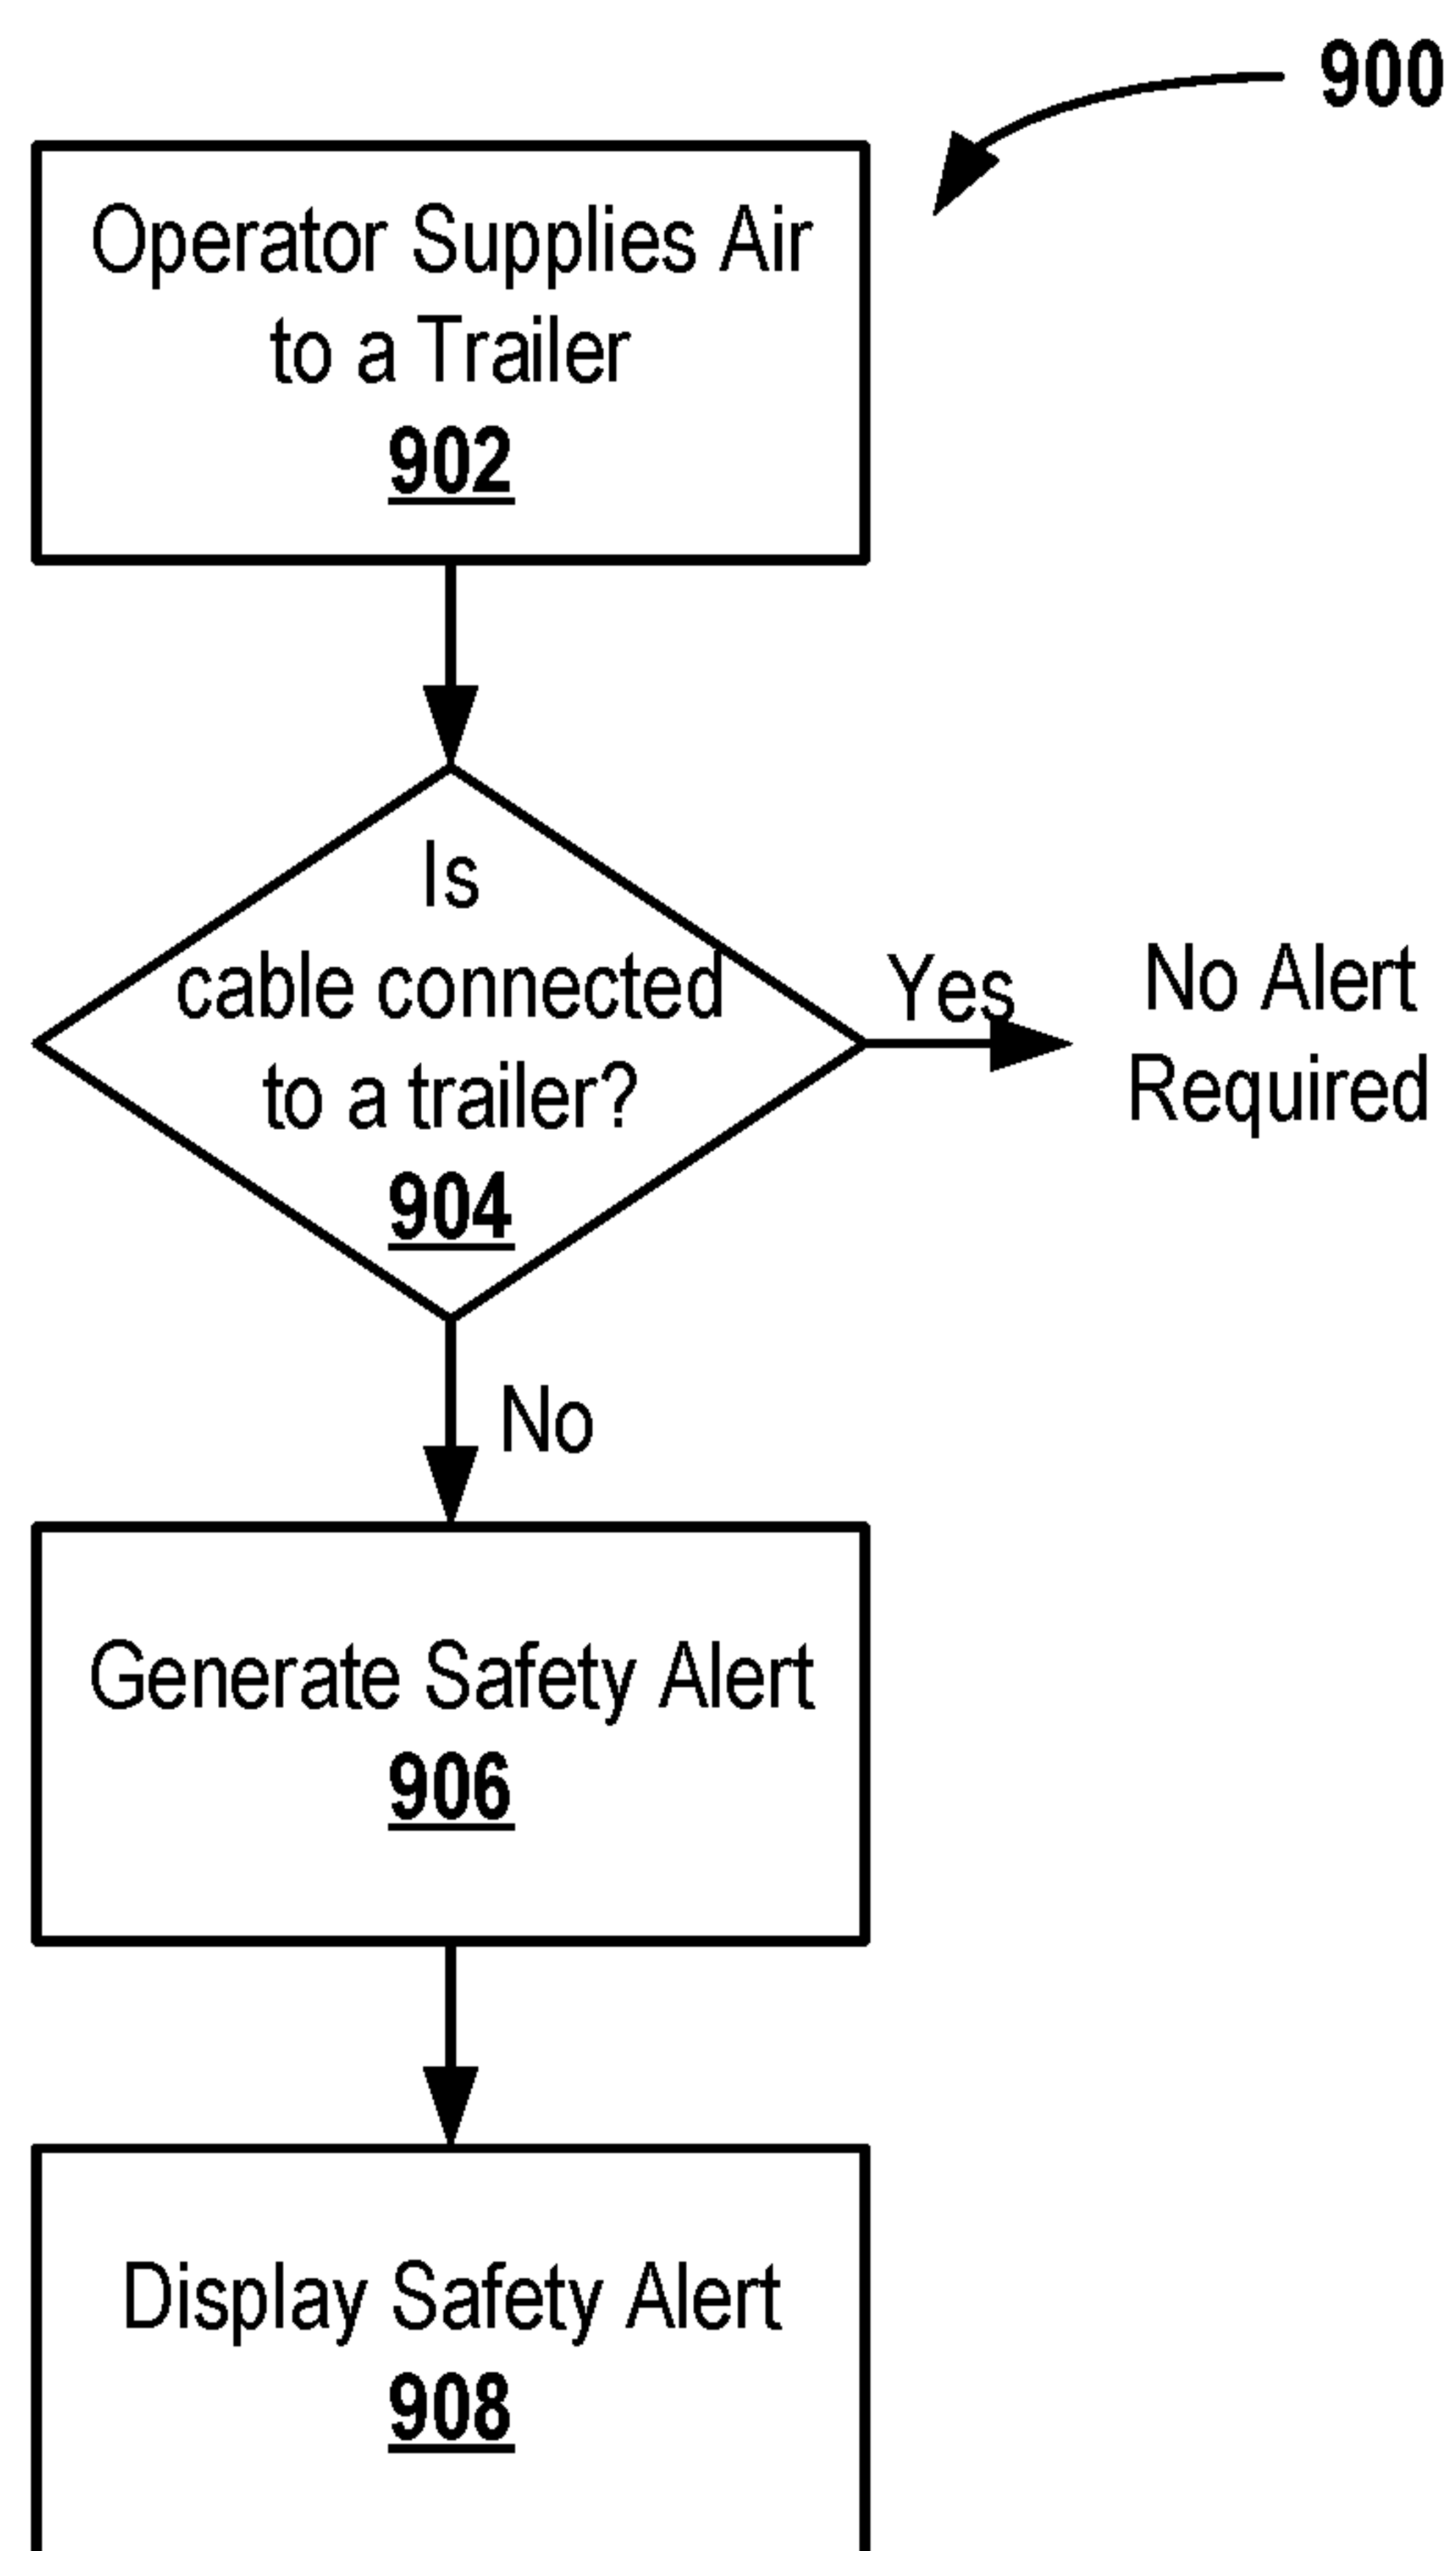 900
Operator Supplies Air
to a Trailer
902
Is
cable connected
to a trailer?
904
Yes
No Alert
Required
No
Generate Safety Alert
906
Display Safety Alert
908